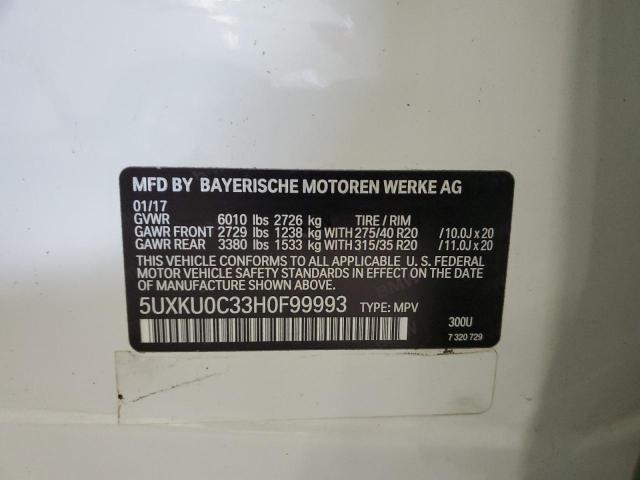 MFD BY BAYERISCHE MOTOREN WERKE AG
01/17
GVWR 6010 lbs 2726 kg TIRE / RIM
GAWR FRONT 2729 lbs 1238 kg WITH 275/40 R20 / 10.0J x 20
GAWR REAR 3380 lbs 1533 kg WITH 315/35 R20 / 11.0J x 20
THIS VEHICLE CONFORMS TO ALL APPLICABLE U. S. FEDERAL
MOTOR VEHICLE SAFETY STANDARDS IN EFFECT ON THE DATE
OF MANUFACTURE SHOWN ABOVE.
5UXKU0C33H0F99993 TYPE: MPV
300U
7 320 729